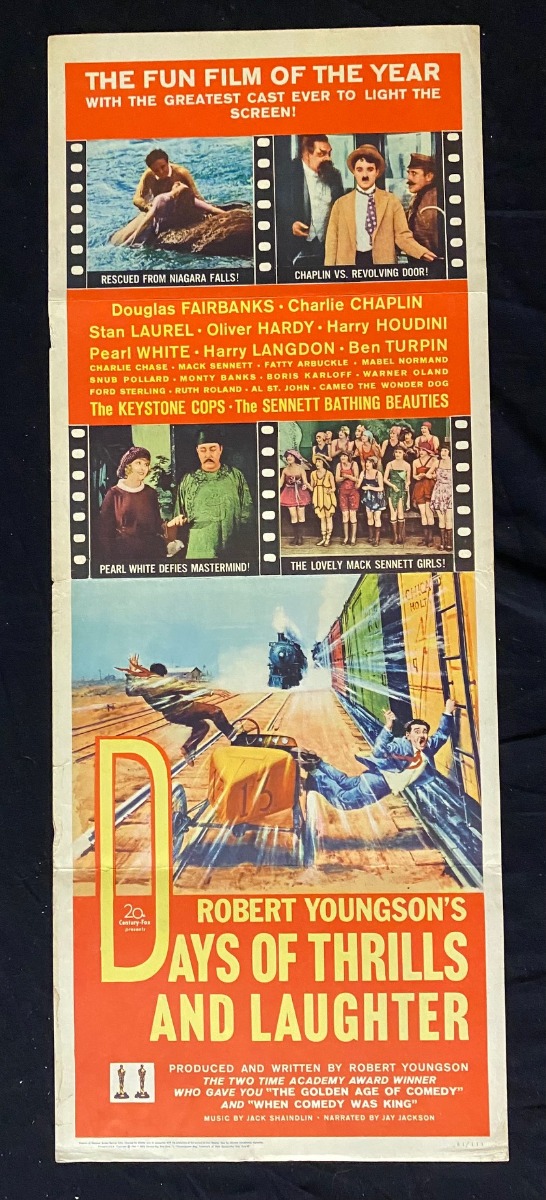 THE FUN FILM OF THE YEAR
WITH THE GREATEST CAST EVER TO LIGHT THE
SCREEN!
RESCUED FROM NIAGARA FALLS!
CHAPLIN VS. REVOLVING DOOR!
Douglas FAIRBANKS · Charlie CHAPLIN
Stan LAUREL · Oliver HARDY · Harry HOUDINI
Pearl WHITE · Harry LANGDON · Ben TURPIN
CHARLIE CHASE · MACK SENNETT · FATTY ARBUCKLE · MABEL NORMAND
SNUB POLLARD · MONTY BANKS · BORIS KARLOFF · WARNER OLAND
FORD STERLING · RUTH ROLAND · AL ST. JOHN · CAMEO THE WONDER DOG
The KEYSTONE COPS · The SENNETT BATHING BEAUTIES
PEARL WHITE DEFIES MASTERMIND!
THE LOVELY MACK SENNETT GIRLS!
15
20th
Century-Fox
presents
ROBERT YOUNGSON'S
DAYS OF THRILLS
AND LAUGHTER
PRODUCED AND WRITTEN BY ROBERT YOUNGSON
THE TWO TIME ACADEMY AWARD WINNER
WHO GAVE YOU "THE GOLDEN AGE OF COMEDY"
AND "WHEN COMEDY WAS KING"
MUSIC BY JACK SHAINDLIN · NARRATED BY JAY JACKSON